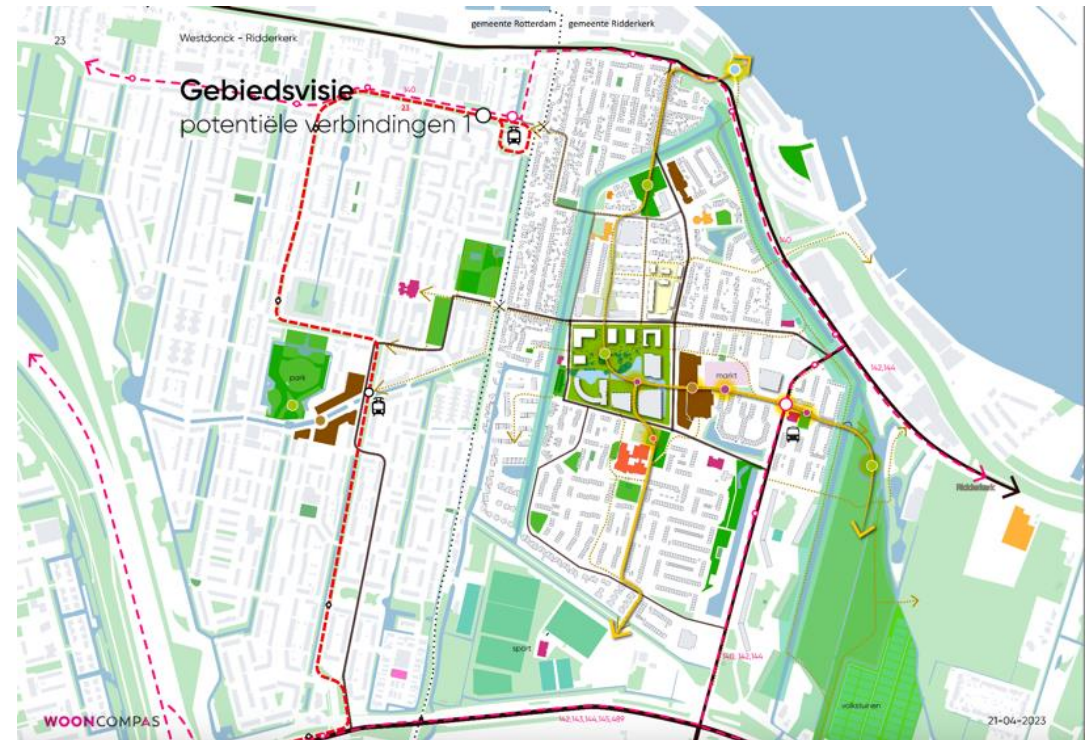 gemeente Rotterdam gemeente Ridderkerk
23
Westdonck - Ridderkerk
Gebiedsvisie
potentiële verbindingen 1
140
23
140
142,144
park
markt
Ridderkerk
sport
140, 142,144
volkstuinen
142,143,144,145,489
WOONCOMPAS
21-04-2023